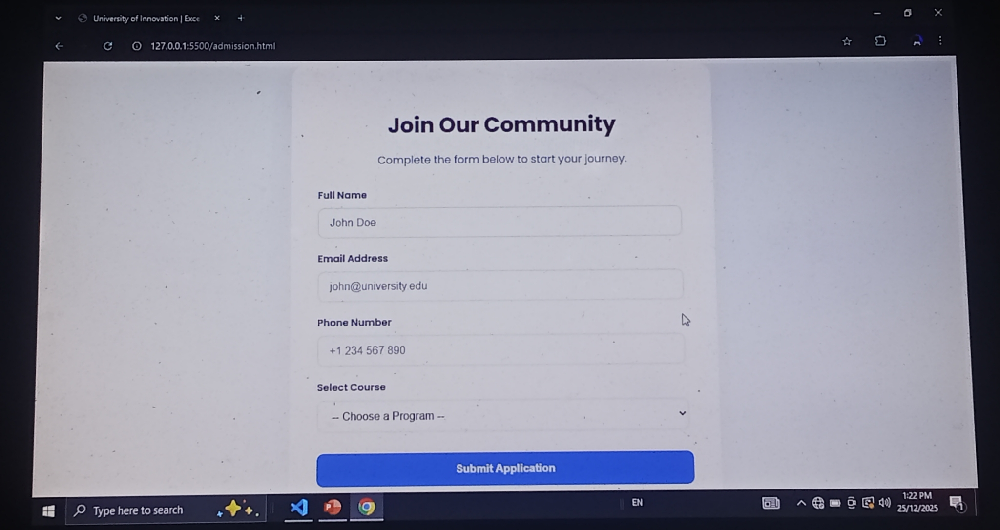 University of Innovation | Exce
127.0.0.1:5500/admission.html
Join Our Community
Complete the form below to start your journey.
Full Name
John Doe
Email Address
john@university.edu
Phone Number
+1 234 567 890
Select Course
-- Choose a Program --
Submit Application
Type here to search
EN
1:22 PM
25/12/2025
1